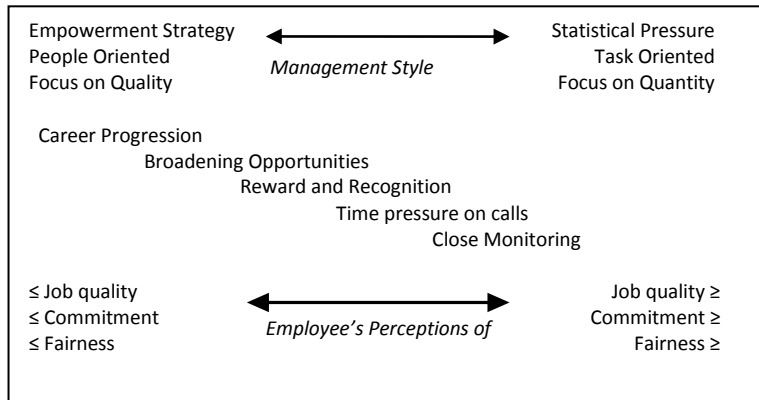 Empowerment Strategy Statistical Pressure
People Oriented Task Oriented
Management Style
Focus on Quality Focus on Quantity
Career Progression
Broadening Opportunities
Reward and Recognition
Time pressure on calls
Close Monitoring
≤ Job quality Job quality ≥
≤ Commitment Employee’s Perceptions of Commitment ≥
≤ Fairness Fairness ≥